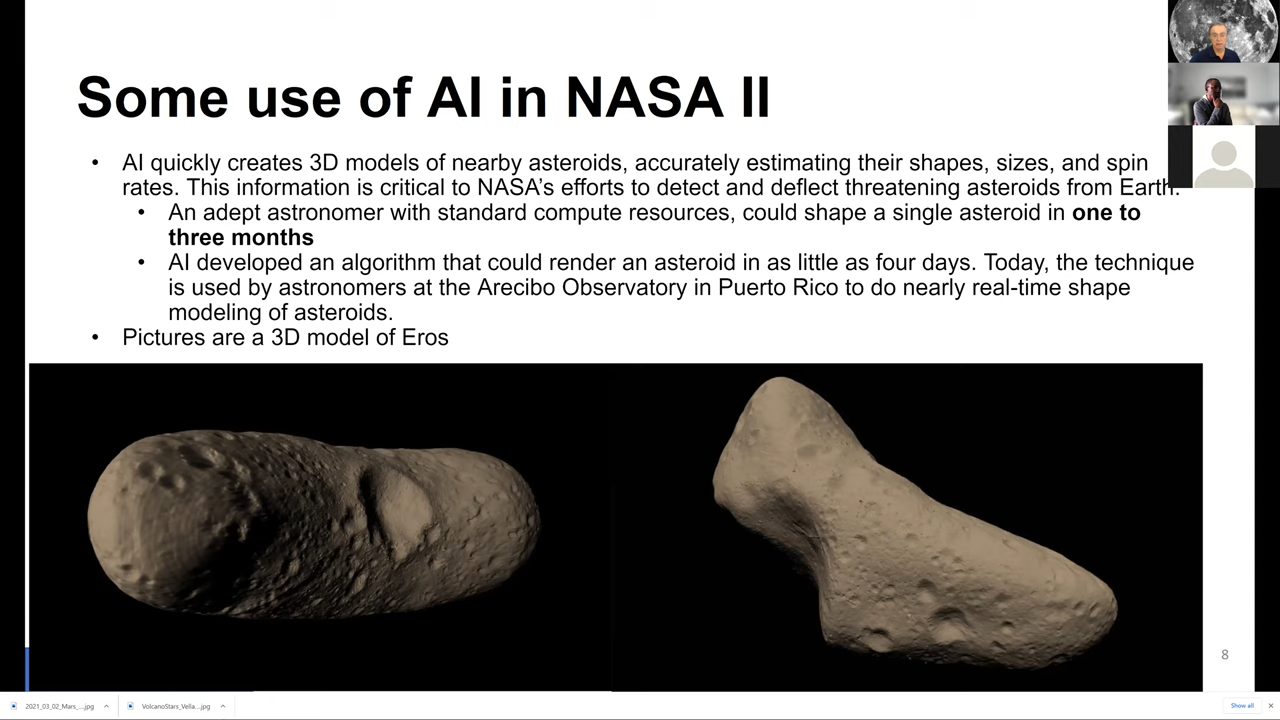 Some use of AI in NASA II
• AI quickly creates 3D models of nearby asteroids, accurately estimating their shapes, sizes, and spin
rates. This information is critical to NASA’s efforts to detect and deflect threatening asteroids from Earth.
• An adept astronomer with standard compute resources, could shape a single asteroid in one to
three months
• AI developed an algorithm that could render an asteroid in as little as four days. Today, the technique
is used by astronomers at the Arecibo Observatory in Puerto Rico to do nearly real-time shape
modeling of asteroids.
• Pictures are a 3D model of Eros
8
2021_03_02_Mars_....jpg
VolcanoStars_Vella....jpg
Show all